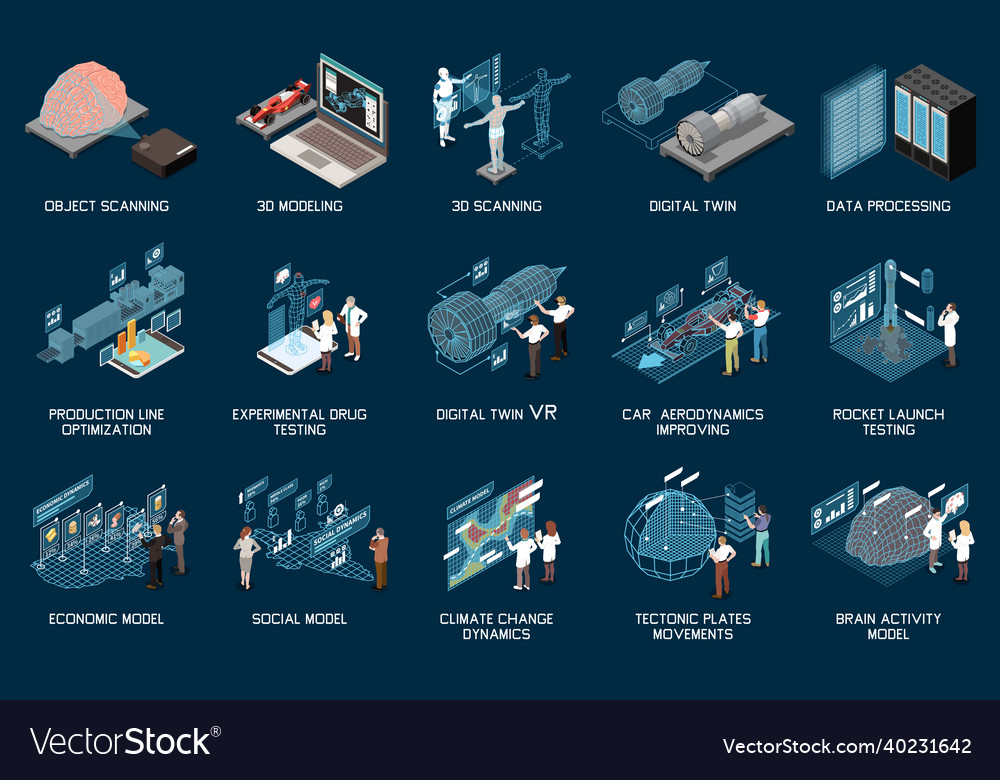 OBJECT SCANNING
3D MODELING
3D SCANNING
DIGITAL TWIN
DATA PROCESSING
PRODUCTION LINE
OPTIMIZATION
EXPERIMENTAL DRUG
TESTING
DIGITAL TWIN VR
CAR AERODYNAMICS
IMPROVING
ROCKET LAUNCH
TESTING
ECONOMIC DYNAMICS
ECONOMIC MODEL
MIDDLE CLASS
SOCIAL DYNAMICS
SOCIAL MODEL
CLIMATE MODEL
CLIMATE CHANGE
DYNAMICS
TECTONIC PLATES
MOVEMENTS
BRAIN ACTIVITY
MODEL
VectorStock®
VectorStock.com/40231642